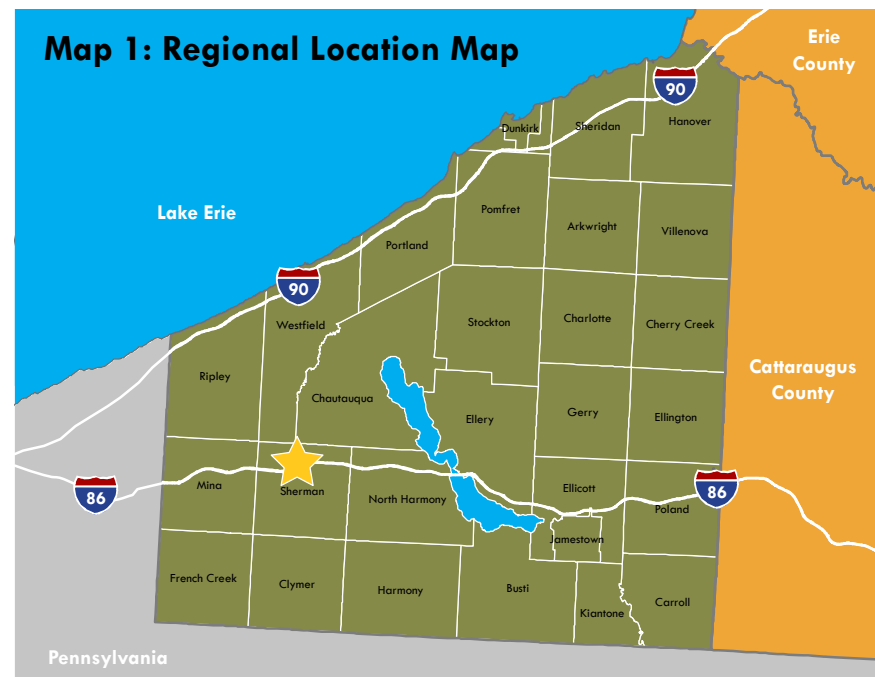 Map 1: Regional Location Map
Erie
County
90
Dunkirk
Sheridan
Hanover
Lake Erie
Pomfret
Portland
Arkwright
Villenova
90
Westfield
Stockton
Charlotte
Cherry Creek
Ripley
Chautauqua
Cattaraugus
County
Ellery
Gerry
Ellington
86
Mina
Sherman
North Harmony
Ellicott
86
Poland
Jamestown
French Creek
Clymer
Harmony
Busti
Kiantone
Carroll
Pennsylvania